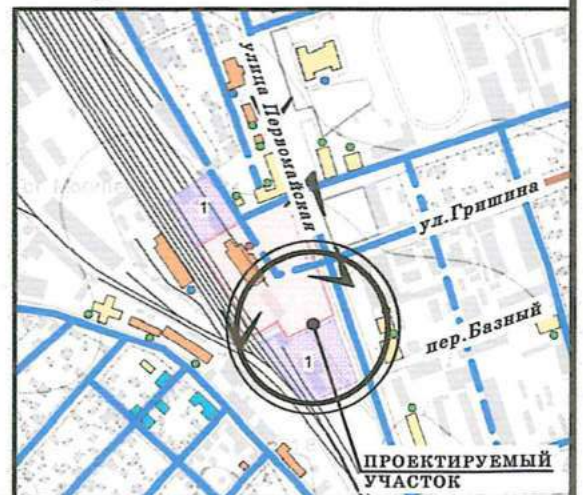 улица Первомайская
1
ул.Гришина
пер.Базный
1
ПРОЕКТИРУЕМЫЙ
УЧАСТОК